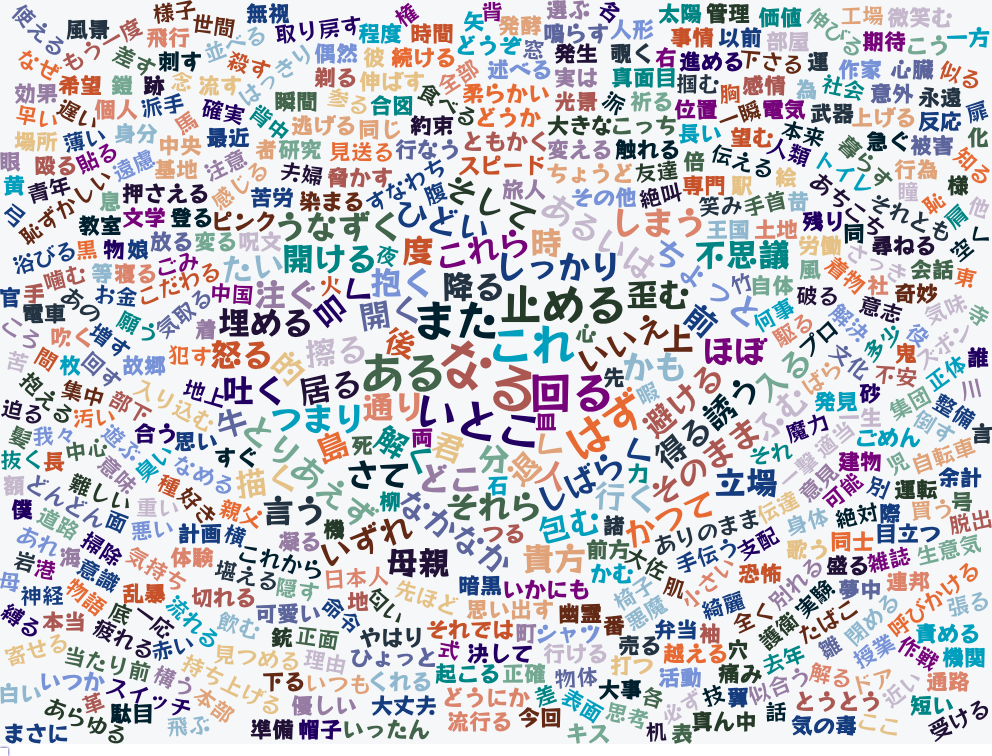 使える
風景
様子
世間
無視
取り戻す
権
背
選ぶ
舎
人形
太陽
管理
価値
伸びる
工場
微笑む
なぜ
もう一度
飛行
並べる
はっきり
偶然
程度
時間
矢
発酵
どうぞ
窓
鳴らす
事情
以前
部屋
期待
こう
一方
差す
刺す
殺す
彼
続ける
述べる
発生
覗く
右
進める
下さる
運
作家
心臓
似る
効果
希望
鎧
跡
念
流す
剃る
伸ばす
全部
実は
真面目
掴む
胸
感情
為
社会
意外
永遠
早い
遅い
個人
派手
確実
瞬間
参る
合図
食べる
柔らかい
光景
派
祈る
位置
一瞬
電気
武器
上げる
反応
扉
場所
薄い
身分
馬
最近
背中
逃げる
同じ
約束
どうか
大きな
こっち
長い
望む
本来
急ぐ
被害
化
眼
殴る
貼る
遠慮
中央
基地
注意
者
研究
見送る
行なう
ともかく
変える
触れる
倍
伝える
人類
トイレ
暮らす
行為
知る
黄
青年
恥ずかしい
息
押さえる
感じる
夫婦
脅かす
すなわち
腹
スピード
ちょうど
友達
専門
駅
絵
瞳
様
苦労
染まる
そして
旅人
その他
絶叫
笑み
手首
昔
あちこち
それとも
恥
肩
他
教室
文学
登る
ピンク
うなずく
ひどい
あるいは
しまう
王国
土地
残り
同
尋ねる
空く
浴びる
黒
物
娘
放る
変る
呪文
たい
開ける
夜
度
これら
時
しっかり
ちょっと
不思議
労働
さっき
会話
東
噛む
等
寝る
ごみ
こだわる
風
着物
社
奇妙
官
手
あの
お金
気取る
中国
注ぐ
火
叩く
抱く
降る
止める
歪む
前
竹
自体
破る
意志
気味
寺
電車
ころ
吹く
増す
願う
着
埋める
開く
また
これ
心
いいえ
上
何事
駆る
プロ
解決
多少
役
ズボン
苦
間
枚
回す
故郷
犯す
怒る
的
擦る
後
ある
な
る
回る
先
かも
ほぼ
入る
文化
鬼
不安
誰
川
抱える
集中
部下
入り込む
地上
吐く
居る
通り
いとこ
皿
暇
避ける
誘う
ばら
発見
砂
集団
正体
整備
迫る
汚い
遊ぶ
合う
思い
すぐ
牛
つまり
島
死
解く
両
君
しばらく
はず
得る
そのまま
ふむ
魔力
一生
倒す
言
髪
我々
中心
意味
臭い
なめる
とりあえず
さて
どこ
分
退く
イ
力
それ
一撃
適当
ごめん
抜く
長
描く
柳
石
行く
立場
意見
建物
児
自転車
額
どんどん
難しい
種
好き
親父
言う
機
なかなか
それら
包む
諸
かつて
伝達
可能
別
運転
余計
僕
道路
面
重い
悪い
計画
横
凝る
いずれ
つる
貴方
前方
かむ
大佐
ありのまま
身体
絶対
際
買う
号
脱出
あれ
海
掃除
気持ち
体験
これから
堪える
隠す
日本人
母親
暗黒
いかにも
手伝う
支配
歌う
同士
目立つ
岩
港
意識
乱暴
切れる
地
匂い
先ほど
思い出す
幽霊
椅子
悪魔
肌
小さい
恐怖
別れる
盛る
雑誌
生意気
母
神経
物語
底
一応
流れる
飲む
可愛い
命令
それでは
町
シャツ
番
綺麗
全く
護衛
実験
夢中
連邦
縛る
本当
疲れる
赤い
銃
正面
やはり
式
決して
行ける
売る
弁当
袖
穴
たばこ
閉める
呼びかける
張る
寄せる
当たり前
構う
見つめる
理由
ひょっと
起こる
正確
物体
打つ
越える
去年
雛
授業
責める
作戦
機関
白い
いつか
スイッチ
持ち上げる
下る
いつも
くれる
差
大事
活動
痛み
似合う
解る
ドア
近い
通路
革
あらゆる
駄目
本部
優しい
大丈夫
どうにか
表面
思考
各
必ず
技
翼
話
とうとう
短い
まさに
飛ぶ
準備
帽子
いったん
流行る
今回
キス
机
表
真ん中
気の毒
ここ
受ける